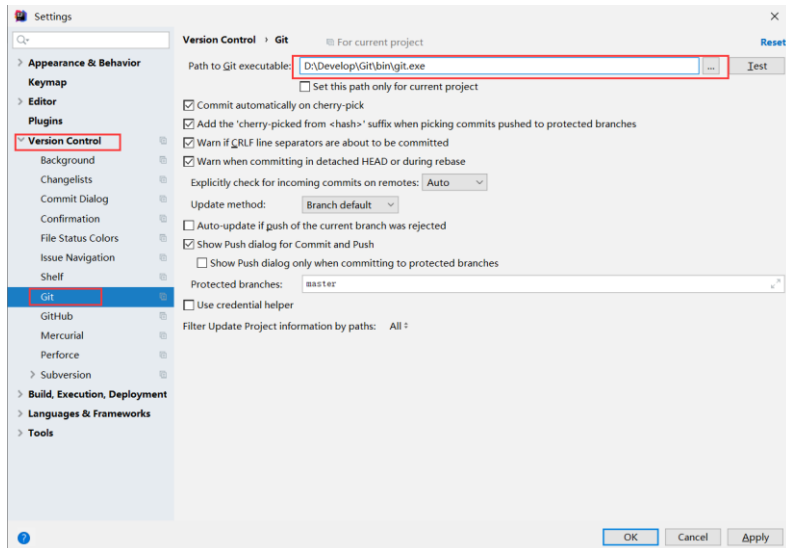 Settings
Version Control › Git
For current project
Reset
Appearance & Behavior
Keymap
Editor
Plugins
Version Control
Background
Changelists
Commit Dialog
Confirmation
File Status Colors
Issue Navigation
Shelf
Git
GitHub
Mercurial
Perforce
Subversion
Build, Execution, Deployment
Languages & Frameworks
Tools
Path to Git executable: D:\Develop\Git\bin\git.exe ... Test
Set this path only for current project
Commit automatically on cherry-pick
Add the 'cherry-picked from <hash>' suffix when picking commits pushed to protected branches
Warn if CRLF line separators are about to be committed
Warn when committing in detached HEAD or during rebase
Explicitly check for incoming commits on remotes: Auto
Update method: Branch default
Auto-update if push of the current branch was rejected
Show Push dialog for Commit and Push
Show Push dialog only when committing to protected branches
Protected branches: master
Use credential helper
Filter Update Project information by paths: All
? OK Cancel Apply